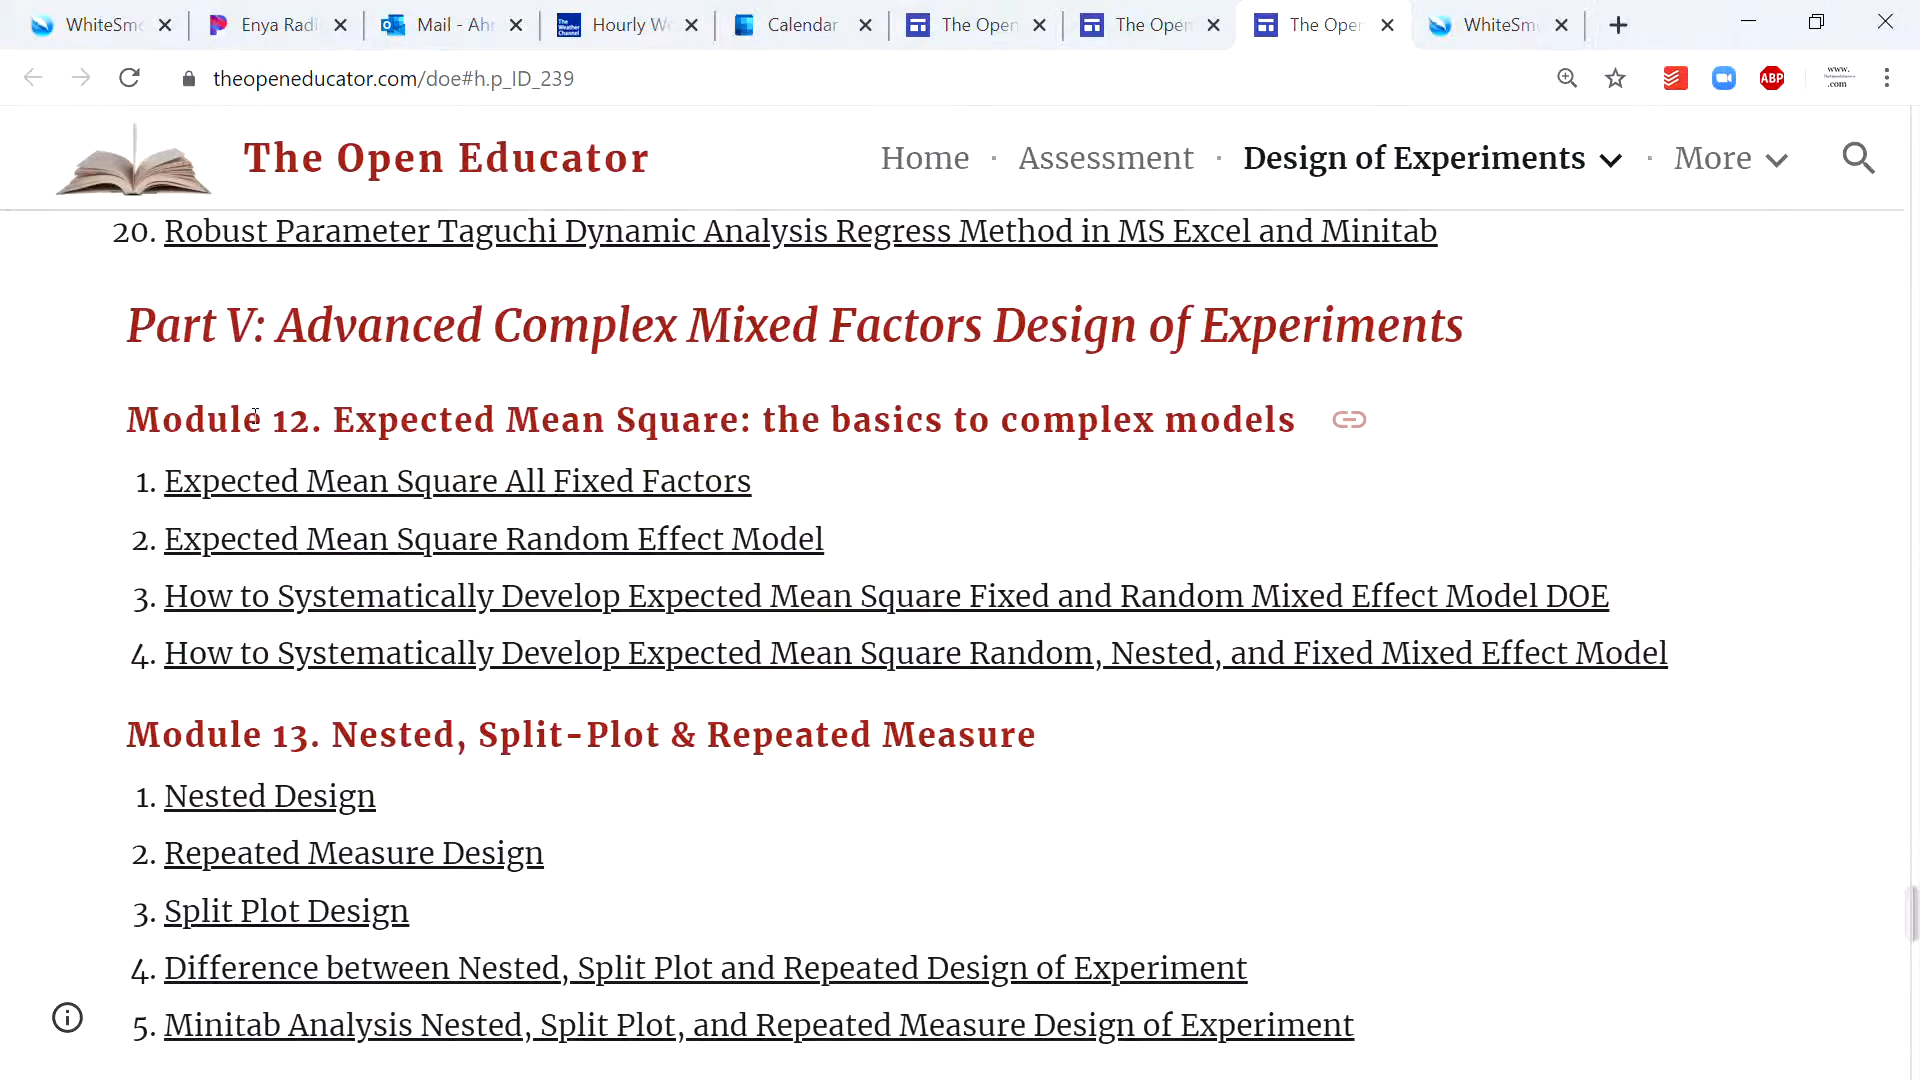 WhiteSm
Enya Radi
Mail - Ahr
Hourly W
Calendar
The Open
The Open
The Open
WhiteSm
theopeneducator.com/doe#h.p_ID_239
ABP
www.
.com
The Open Educator
Home · Assessment · Design of Experiments · More
20. Robust Parameter Taguchi Dynamic Analysis Regress Method in MS Excel and Minitab
Part V: Advanced Complex Mixed Factors Design of Experiments
Module 12. Expected Mean Square: the basics to complex models
1. Expected Mean Square All Fixed Factors
2. Expected Mean Square Random Effect Model
3. How to Systematically Develop Expected Mean Square Fixed and Random Mixed Effect Model DOE
4. How to Systematically Develop Expected Mean Square Random, Nested, and Fixed Mixed Effect Model
Module 13. Nested, Split-Plot & Repeated Measure
1. Nested Design
2. Repeated Measure Design
3. Split Plot Design
4. Difference between Nested, Split Plot and Repeated Design of Experiment
5. Minitab Analysis Nested, Split Plot, and Repeated Measure Design of Experiment